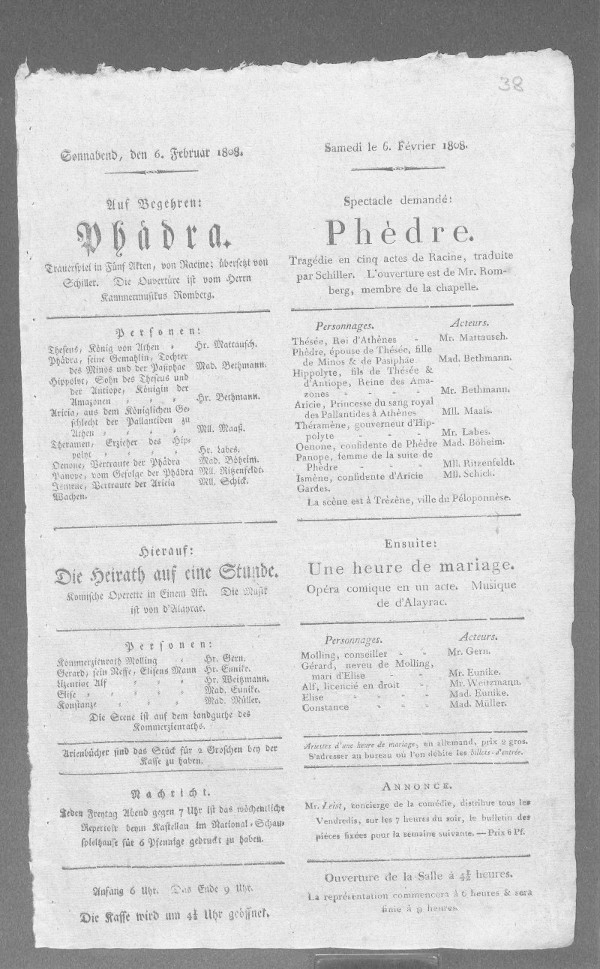 38
Sonnabend, den 6. Februar 1808.
Auf Begehren:
Phädra.
Trauerspiel in Fünf Akten, von Racine; übersetzt von
Schiller. Die Ouvertüre ist vom Herrn
Kammermusikus Romberg.
Personen:
Theseus, König von Athen " Hr. Mattausch.
Phädra, seine Gemahlin, Tochter
des Minos und der Pasiphae Mad. Bethmann.
Hippolyt, Sohn des Theseus und
der Antiope, Königin der
Amazonen " " Hr. Bethmann.
Aricia, aus dem Königlichen Ge-
schlecht der Pallantiden zu
Athen " " " Mll. Maaß.
Theramen, Erzieher des Hip-
polyt " " " Hr. Labes.
Oenone, Vertraute der Phädra Mad. Böheim.
Panope, vom Gefolge der Phädra Mll. Ritzenfeldt.
Ismene, Vertraute der Aricia Mll. Schick.
Wachen.
Hierauf:
Die Heirath auf eine Stunde.
Komische Operette in Einem Akt. Die Musik
ist von d'Alayrac.
Personen:
Kommerzienrath Molling " Hr. Gern.
Gerard, sein Neffe, Elisens Mann Hr. Eunike.
Lizentiat Alf " " " Hr. Weitzmann.
Elise " " " " Mad. Eunike.
Konstanze " " " Mad. Müller.
Die Scene ist auf dem Landguthe des
Kommerzienraths.
Arienbücher sind das Stück für 2 Groschen bey der
Kasse zu haben.
Nachricht.
Jeden Freytag Abend gegen 7 Uhr ist das wöchentliche
Repertoir beym Kastellan im National-Schau-
spielhause für 6 Pfennige gedruckt zu haben.
Anfang 6 Uhr. Das Ende 9 Uhr.
Die Kasse wird um 4½ Uhr geöffnet.
Samedi le 6. Février 1808.
Spectacle demandé:
Phèdre.
Tragédie en cinq actes de Racine, traduite
par Schiller. L'ouverture est de Mr. Rom-
berg, membre de la chapelle.
Personnages. Acteurs.
Thésée, Roi d'Athènes - Mr. Mattausch.
Phèdre, épouse de Thésée, fille
de Minos & de Pasiphäe Mad. Bethmann.
Hippolyte, fils de Thésée &
d'Antiope, Reine des Ama-
zones - - - Mr. Bethmann.
Aricie, Princesse du sang royal
des Pallantides à Athènes Mll. Maafs.
Théramène, gouverneur d'Hip-
polyte - - - Mr. Labes.
Oenone, confidente de Phèdre Mad. Böheim.
Panope, femme de la suite de
Phèdre - - - Mll. Ritzenfeldt.
Ismène, confidente d'Aricie Mll. Schick.
Gardes.
La scène est à Trézène, ville du Péloponnèse.
Ensuite:
Une heure de mariage.
Opéra comique en un acte. Musique
de d'Alayrac.
Personnages. Acteurs.
Molling, conseiller - - Mr. Gern.
Gérard, neveu de Molling,
mari d'Elise - - Mr. Eunike.
Alf, licencié en droit - Mr. Weitzmann.
Elise - - - Mad. Eunike.
Constance - - - Mad. Müller.
Ariettes d'une heure de mariage, en allemand, prix 2 gros.
S'adresser au bureau où l'on débite les billets-d'entrée.
Annonce.
Mr. Leist, concierge de la comédie, distribue tous les
Vendredis, sur les 7 heures du soir, le bulletin des
pièces fixées pour la semaine suivante. — Prix 6 Pf.
Ouverture de la Salle à 4½ heures.
La représentation commencera à 6 heures & sera
finie à 9 heures.